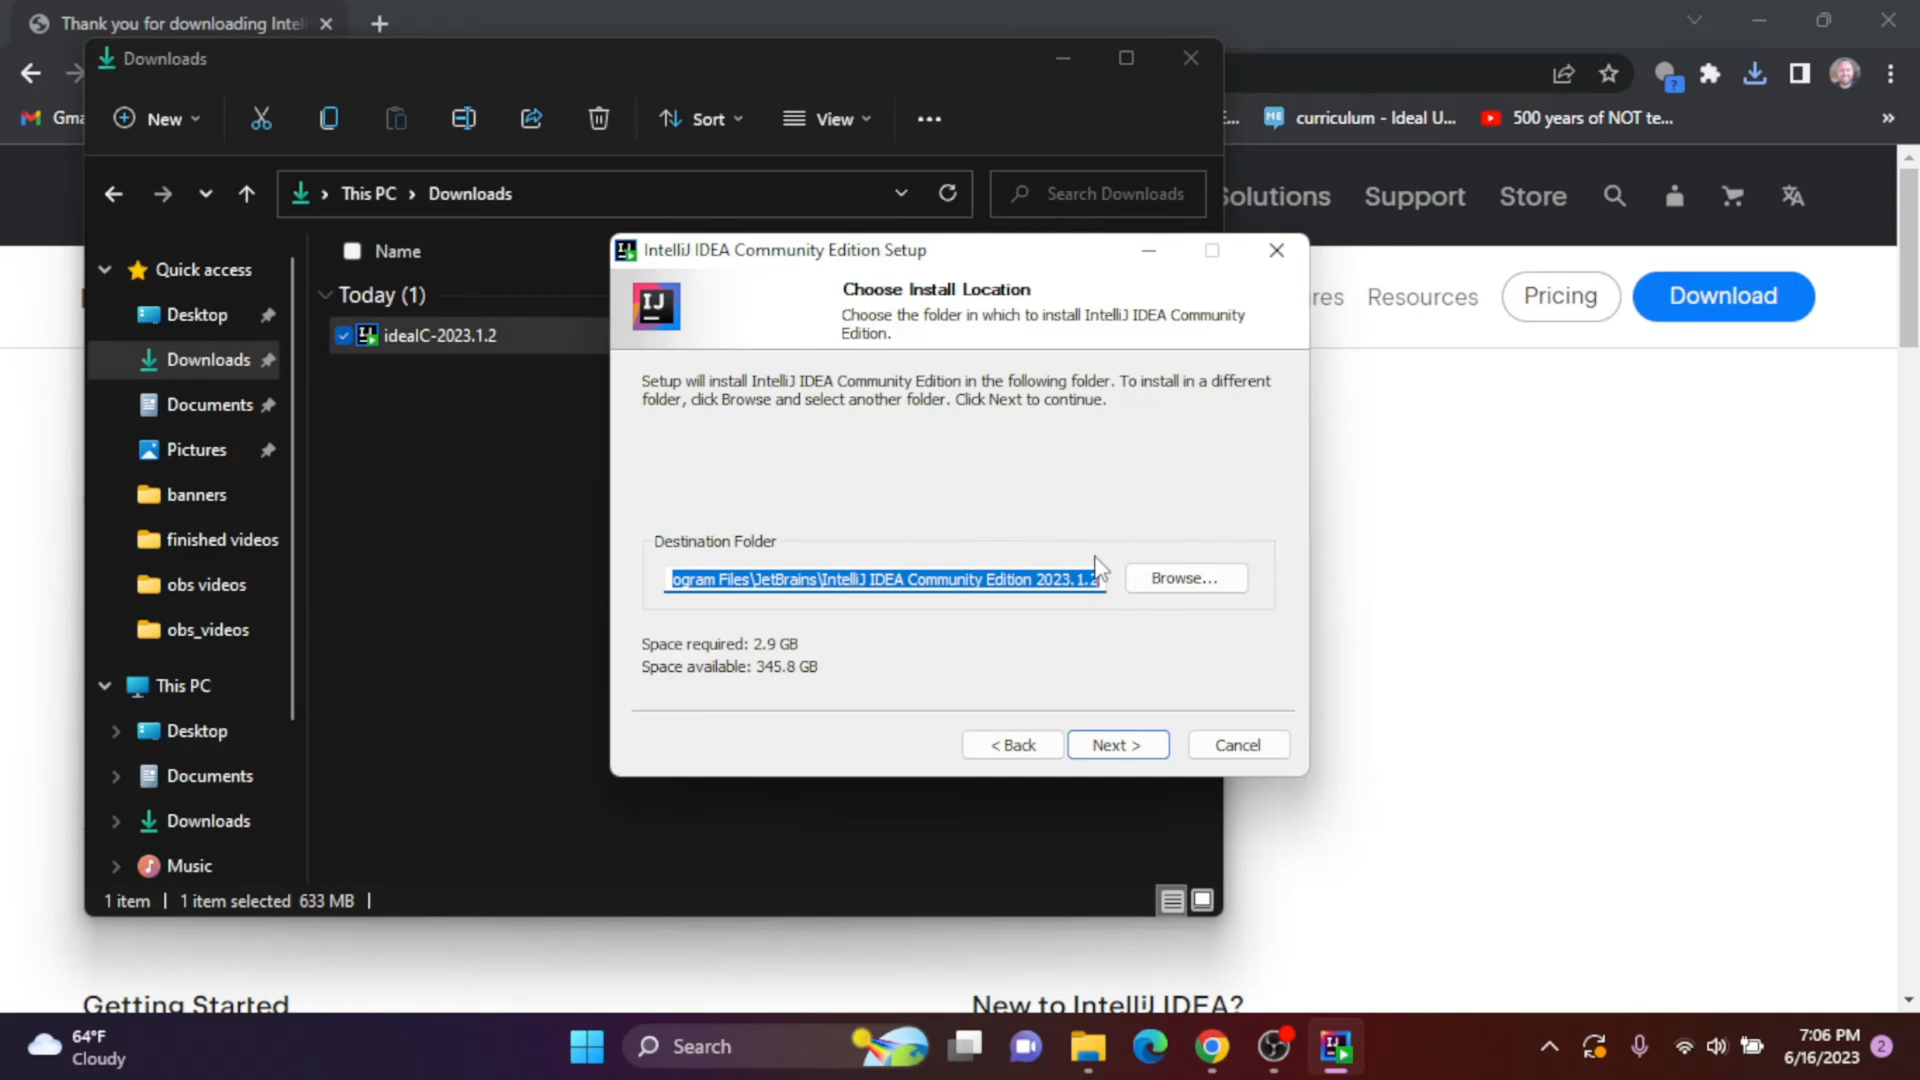 Thank you for downloading Intel
Downloads
Gma
New
Sort
View
E...
ME
curriculum - Ideal U...
500 years of NOT te...
»
This PC
Downloads
Search Downloads
Solutions
Support
Store
Name
Quick access
Today (1)
Desktop
ideaIC-2023.1.2
Downloads
Documents
Pictures
banners
finished videos
obs videos
obs_videos
This PC
Desktop
Documents
Downloads
Music
1 item
1 item selected 633 MB
IntelliJ IDEA Community Edition Setup
IJ
Choose Install Location
Choose the folder in which to install IntelliJ IDEA Community
Edition.
Setup will install IntelliJ IDEA Community Edition in the following folder. To install in a different
folder, click Browse and select another folder. Click Next to continue.
Destination Folder
ogram Files\JetBrains\IntelliJ IDEA Community Edition 2023.1.2
Browse...
Space required: 2.9 GB
Space available: 345.8 GB
< Back
Next >
Cancel
res
Resources
Pricing
Download
Getting Started
New to IntelliJ IDEA?
64°F
Cloudy
Search
7:06 PM
6/16/2023
2